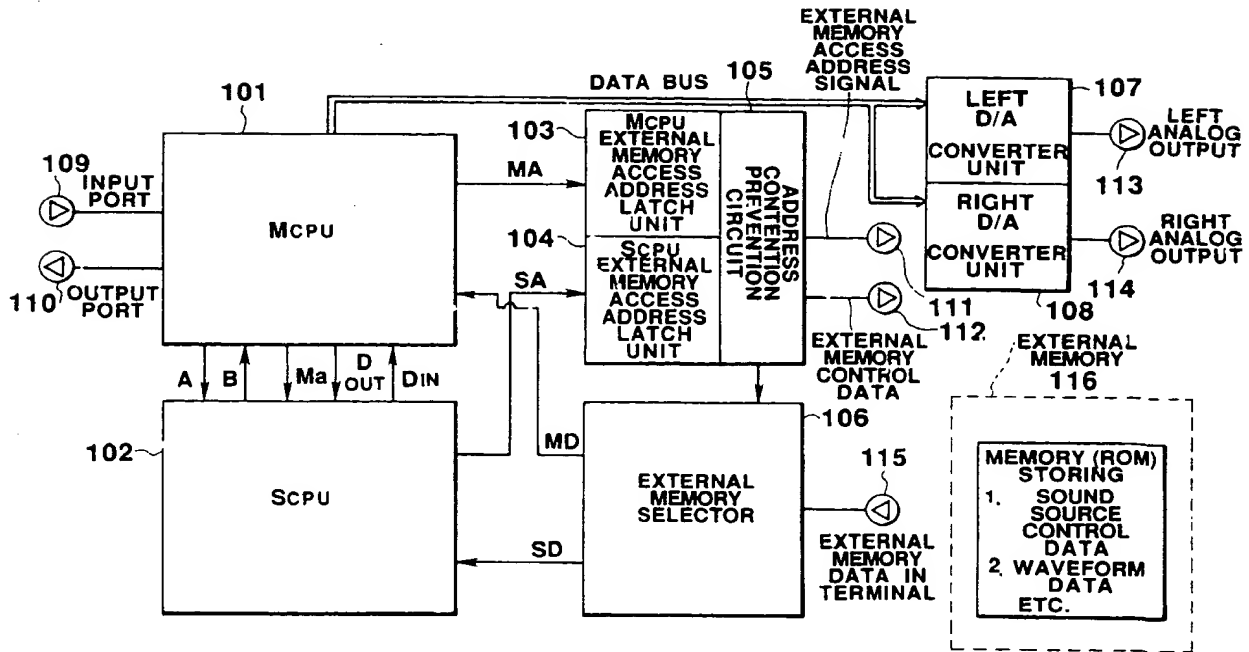 EXTERNAL
MEMORY
ACCESS
ADDRESS
SIGNAL
101
DATA BUS
105
107
LEFT
D/A
CONVERTER
UNIT
LEFT
ANALOG
OUTPUT
113
103
MCPU
EXTERNAL
MEMORY
ACCESS
ADDRESS
LATCH
UNIT
ADDRESS
CONTENTION
PREVENTION
CIRCUIT
109
INPUT
PORT
MA
MCPU
RIGHT
D/A
CONVERTER
UNIT
RIGHT
ANALOG
OUTPUT
114
104
SCPU
EXTERNAL
MEMORY
ACCESS
ADDRESS
LATCH
UNIT
SA
110
OUTPUT
PORT
111
112
108
EXTERNAL
MEMORY
CONTROL
DATA
EXTERNAL
MEMORY
116
A
B
Ma
D
OUT
DIN
102
SCPU
MD
SD
106
EXTERNAL
MEMORY
SELECTOR
115
EXTERNAL
MEMORY
DATA IN
TERMINAL
MEMORY (ROM)
STORING
1. SOUND
SOURCE
CONTROL
DATA
2. WAVEFORM
DATA
ETC.